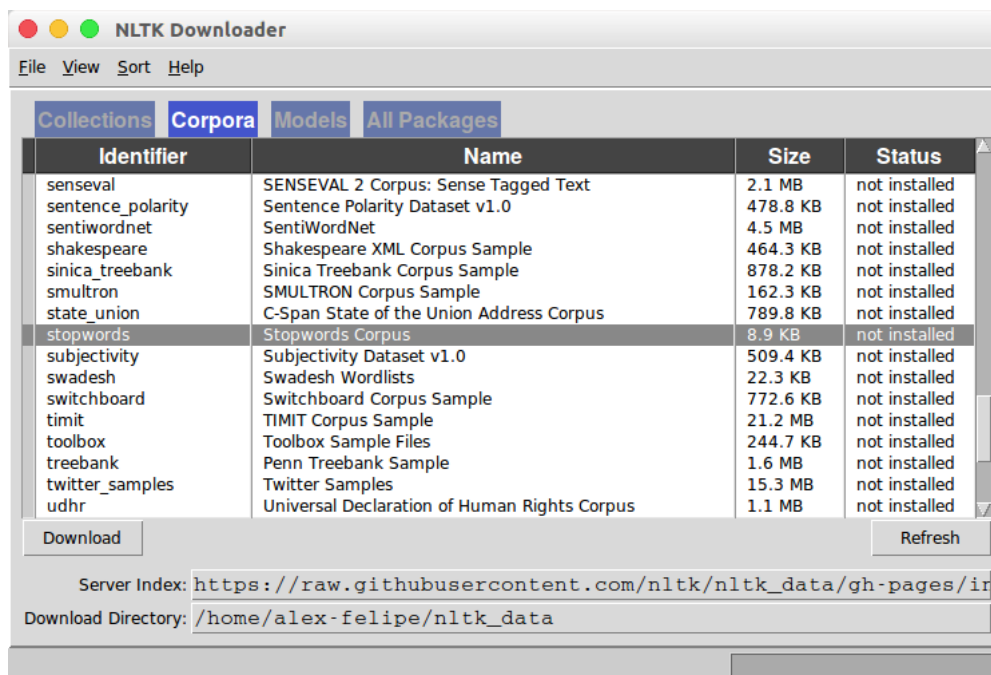 NLTK Downloader
File View Sort Help
Collections Corpora Models All Packages
Identifier Name Size Status
senseval SENSEVAL 2 Corpus: Sense Tagged Text 2.1 MB not installed
sentence_polarity Sentence Polarity Dataset v1.0 478.8 KB not installed
sentiwordnet SentiWordNet 4.5 MB not installed
shakespeare Shakespeare XML Corpus Sample 464.3 KB not installed
sinica_treebank Sinica Treebank Corpus Sample 878.2 KB not installed
smultron SMULTRON Corpus Sample 162.3 KB not installed
state_union C-Span State of the Union Address Corpus 789.8 KB not installed
stopwords Stopwords Corpus 8.9 KB not installed
subjectivity Subjectivity Dataset v1.0 509.4 KB not installed
swadesh Swadesh Wordlists 22.3 KB not installed
switchboard Switchboard Corpus Sample 772.6 KB not installed
timit TIMIT Corpus Sample 21.2 MB not installed
toolbox Toolbox Sample Files 244.7 KB not installed
treebank Penn Treebank Sample 1.6 MB not installed
twitter_samples Twitter Samples 15.3 MB not installed
udhr Universal Declaration of Human Rights Corpus 1.1 MB not installed
Download Refresh
Server Index: https://raw.githubusercontent.com/nltk/nltk_data/gh-pages/in
Download Directory: /home/alex-felipe/nltk_data